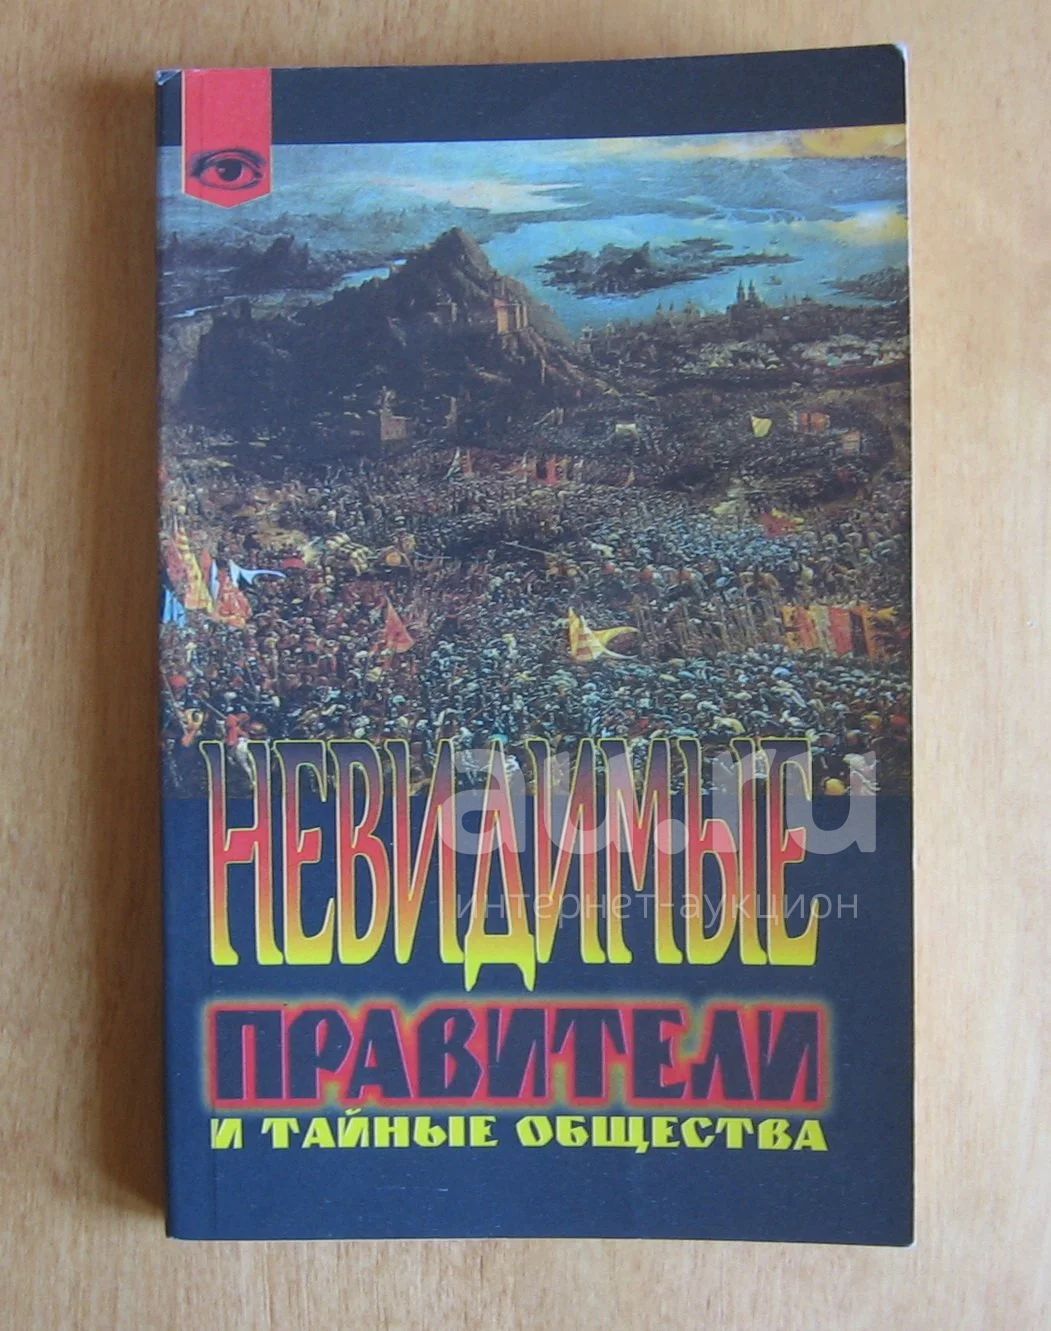 НЕВИДИМЫЕ
au.ru
интернет-аукцион
ПРАВИТЕЛИ
И ТАЙНЫЕ ОБЩЕСТВА